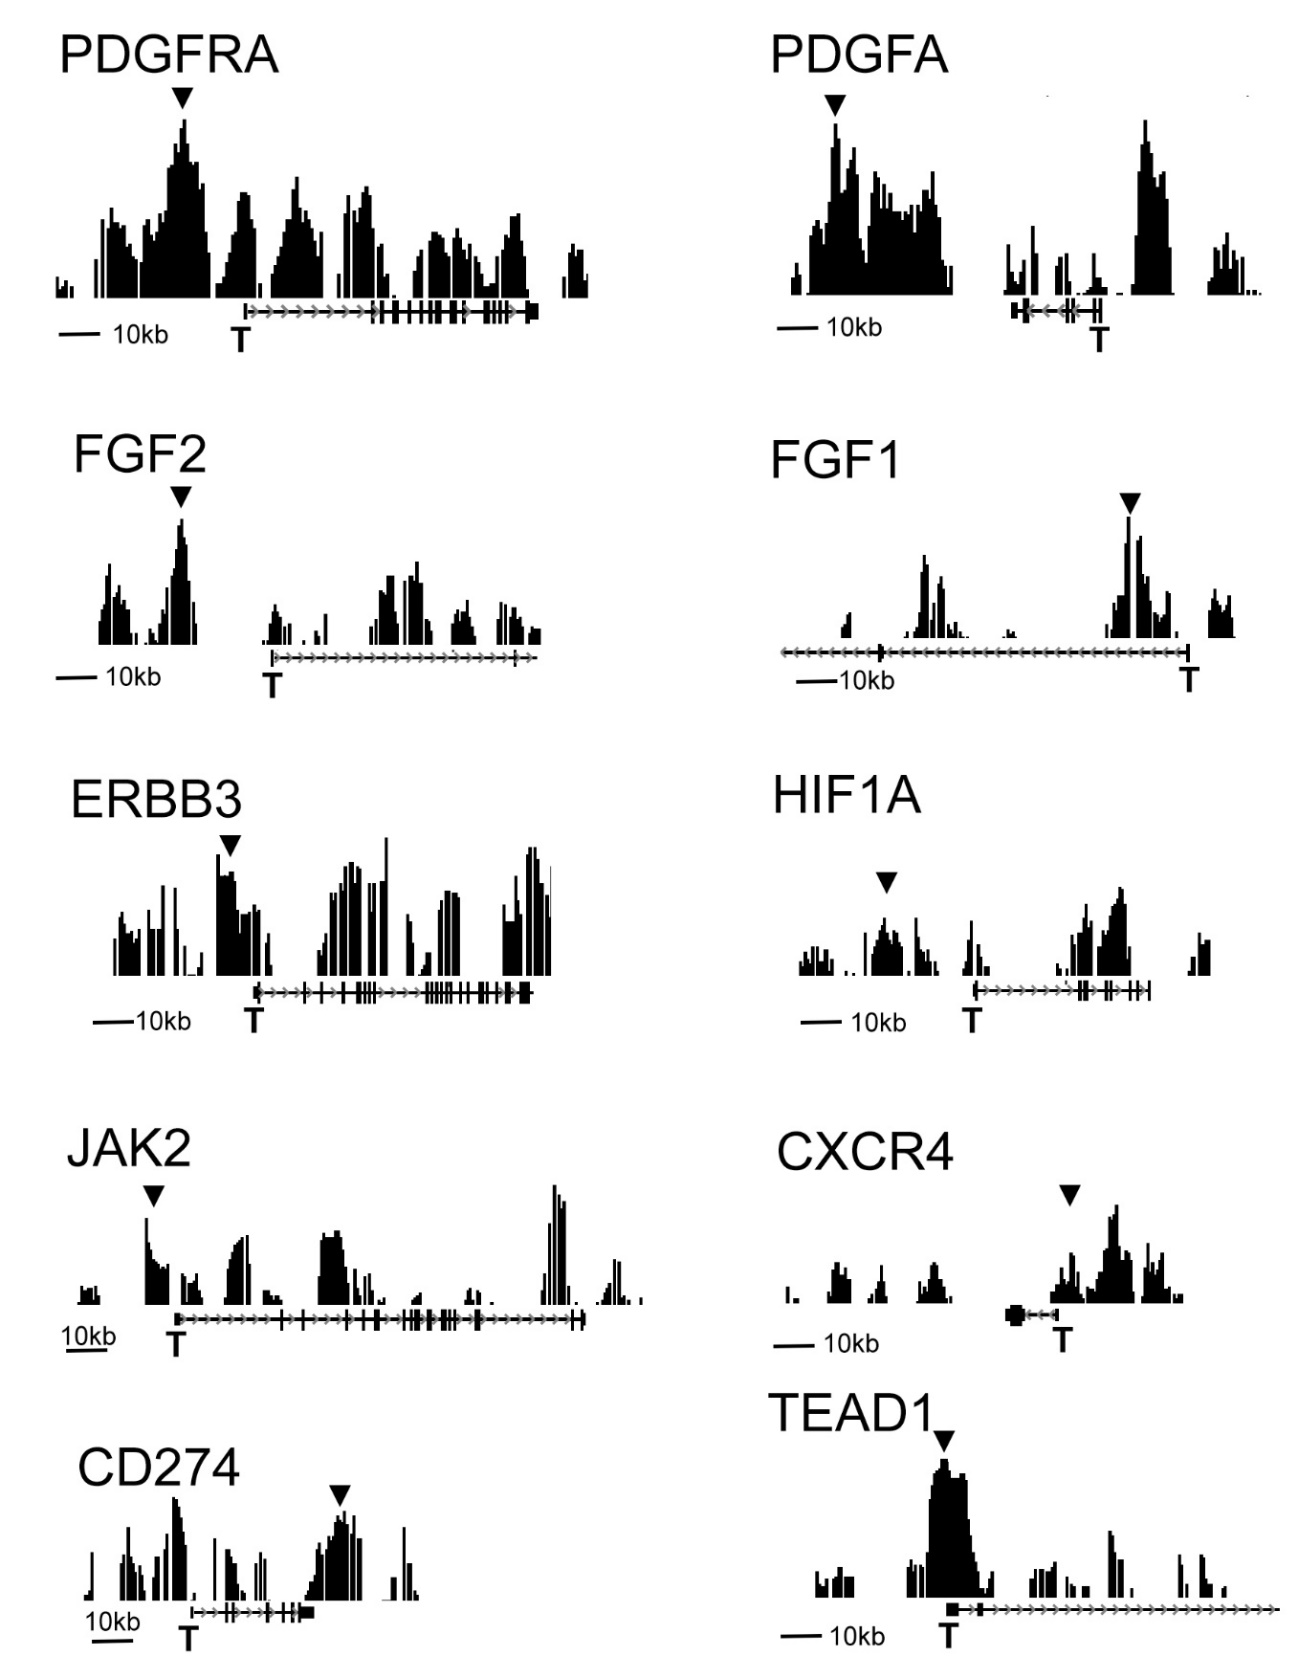 PDGFRA
10kb
T
PDGFA
10kb
T
FGF2
10kb
T
FGF1
10kb
T
ERBB3
10kb
T
HIF1A
10kb
T
JAK2
10kb
T
CXCR4
10kb
T
CD274
10kb
T
TEAD1
10kb
T